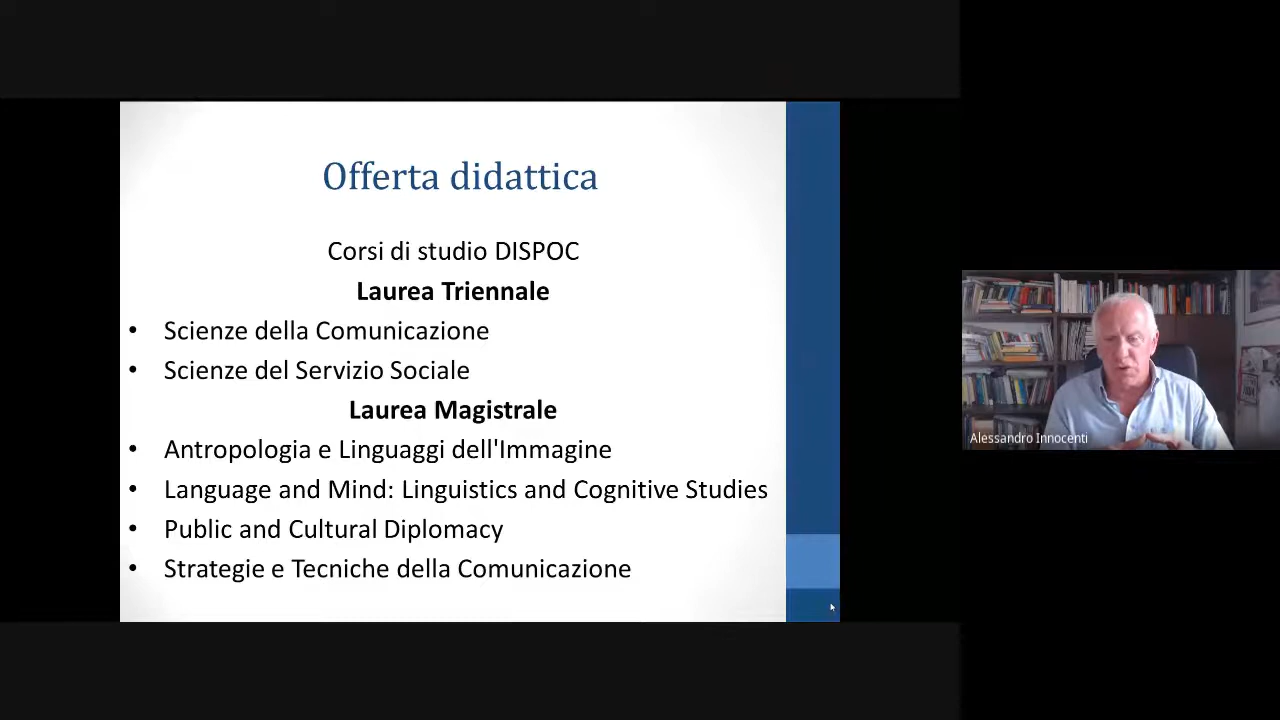 Offerta didattica
Corsi di studio DISPOC
Laurea Triennale
• Scienze della Comunicazione
• Scienze del Servizio Sociale
Laurea Magistrale
• Antropologia e Linguaggi dell'Immagine
• Language and Mind: Linguistics and Cognitive Studies
• Public and Cultural Diplomacy
• Strategie e Tecniche della Comunicazione
Alessandro Innocenti